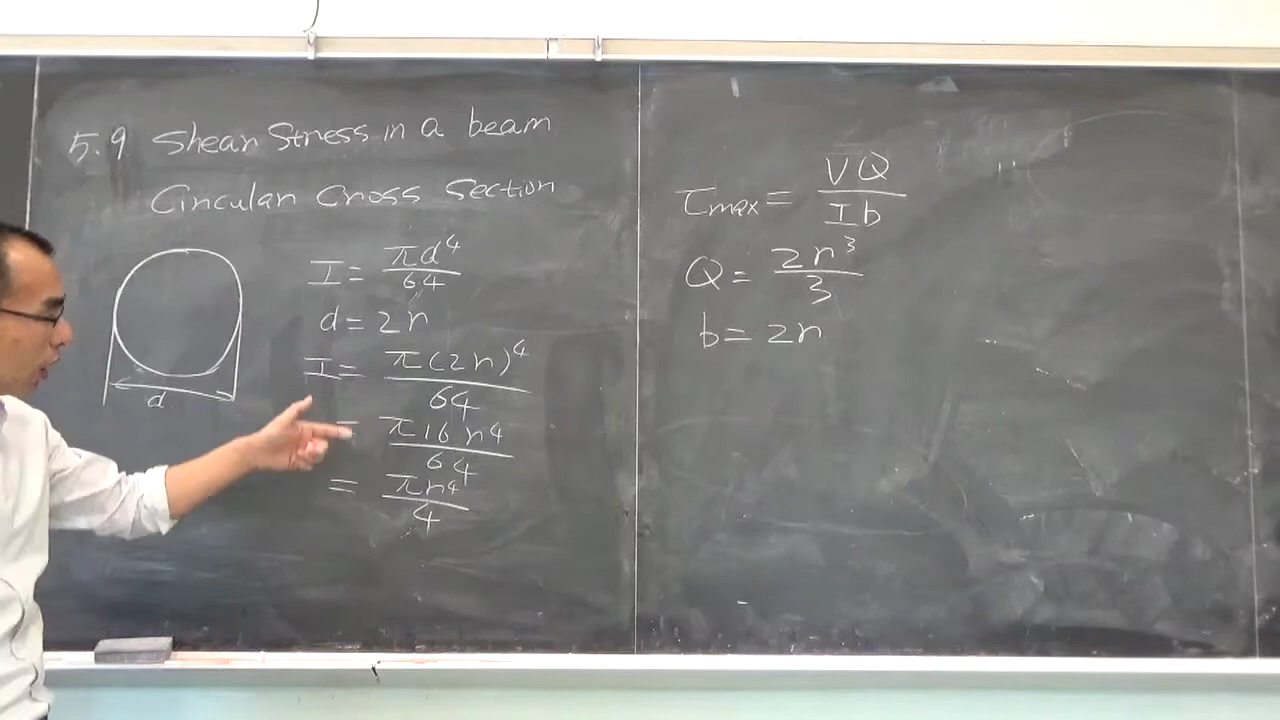 5.9 Shear Stress in a beam
Circular Cross Section
I = πd⁴/64
d = 2r
I = π(2r)⁴/64
= π16r⁴/64
= πr⁴/4
d
τmax = VQ/Ib
Q = 2r³/3
b = 2r